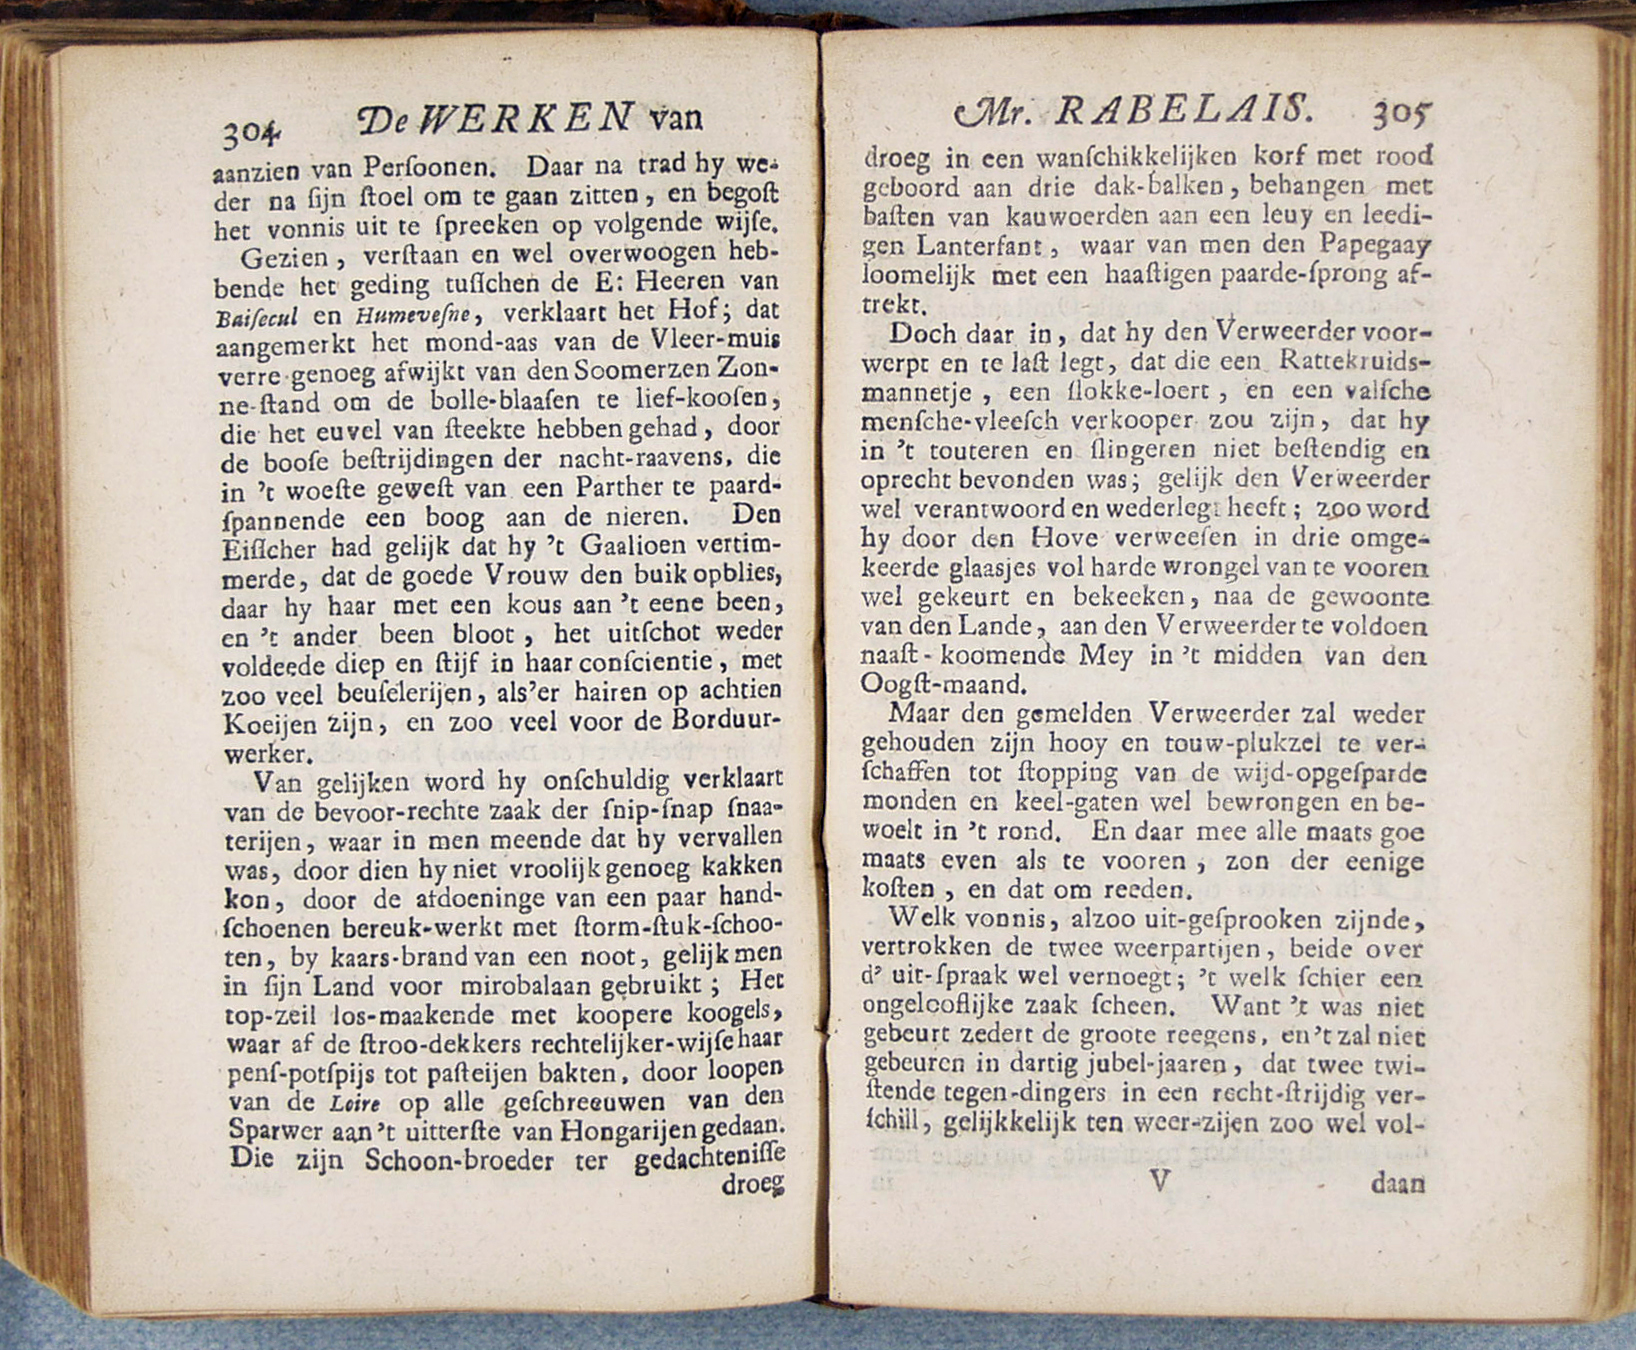 304 De WERKEN van
aanzien van Perſoonen. Daar na trad hy we-
der na ſijn ſtoel om te gaan zitten, en begoſt
het vonnis uit te ſpreeken op volgende wijſe.
Gezien, verſtaan en wel overwoogen heb-
bende het geding tuſſchen de E: Heeren van
Baiſecul en Humeveſne, verklaart het Hof; dat
aangemerkt het mond-aas van de Vleer-muis
verre genoeg afwijkt van den Soomerzen Zon-
ne-ſtand om de bolle-blaaſen te lief-kooſen,
die het euvel van ſteekte hebben gehad, door
de booſe beſtrijdingen der nacht-raavens, die
in 't woeſte geweſt van een Parther te paard-
ſpannende een boog aan de nieren. Den
Eiſſcher had gelijk dat hy 't Gaalioen vertim-
merde, dat de goede Vrouw den buik opblies,
daar hy haar met een kous aan 't eene been,
en 't ander been bloot, het uitſchot weder
voldeede diep en ſtijf in haar conſcientie, met
zoo veel beuſelerijen, als'er hairen op achtien
Koeijen zijn, en zoo veel voor de Borduur-
werker.
Van gelijken word hy onſchuldig verklaart
van de bevoor-rechte zaak der ſnip-ſnap ſnaa-
terijen, waar in men meende dat hy vervallen
was, door dien hy niet vroolijk genoeg kakken
kon, door de afdoeninge van een paar hand-
ſchoenen bereuk-werkt met ſtorm-ſtuk-ſchoo-
ten, by kaars-brand van een noot, gelijk men
in ſijn Land voor mirobalaan gebruikt; Het
top-zeil los-maakende met koopere koogels,
waar af de ſtroo-dekkers rechtelijker-wijſe haar
penſ-potſpijs tot paſteijen bakten, door loopen
van de Loire op alle geſchreeuwen van den
Sparwer aan 't uitterſte van Hongarijen gedaan.
Die zijn Schoon-broeder ter gedachteniſſe
droeg
Mr. RABELAIS. 305
droeg in een wanſchikkelijken korf met rood
geboord aan drie dak-balken, behangen met
baſten van kauwoerden aan een leuy en leedi-
gen Lanterfant, waar van men den Papegaay
loomelijk met een haaſtigen paarde-ſprong af-
trekt.
Doch daar in, dat hy den Verweerder voor-
werpt en te laſt legt, dat die een Rattekruids-
mannetje, een ſlokke-loert, en een valſche
menſche-vleeſch verkooper zou zijn, dat hy
in 't touteren en ſlingeren niet beſtendig en
oprecht bevonden was; gelijk den Verweerder
wel verantwoord en wederlegt heeft; zoo word
hy door den Hove verweeſen in drie omge-
keerde glaasjes vol harde wrongel van te vooren
wel gekeurt en bekeeken, naa de gewoonte
van den Lande, aan den Verweerder te voldoen
naaſt-koomende Mey in 't midden van den
Oogſt-maand.
Maar den gemelden Verweerder zal weder
gehouden zijn hooy en touw-plukzel te ver-
ſchaffen tot ſtopping van de wijd-opgeſparde
monden en keel-gaten wel bewrongen en be-
woelt in 't rond. En daar mee alle maats goe
maats even als te vooren, zon der eenige
koſten, en dat om reeden.
Welk vonnis, alzoo uit-geſprooken zijnde,
vertrokken de twee weerpartijen, beide over
d' uit-ſpraak wel vernoegt; 't welk ſchier een
ongelooflijke zaak ſcheen. Want 't was niet
gebeurt zedert de groote reegens, en 't zal niet
gebeuren in dartig jubel-jaaren, dat twee twi-
ſtende tegen-dingers in een recht-ſtrijdig ver-
ſchill, gelijkkelijk ten weer-zijen zoo wel vol-
V daan